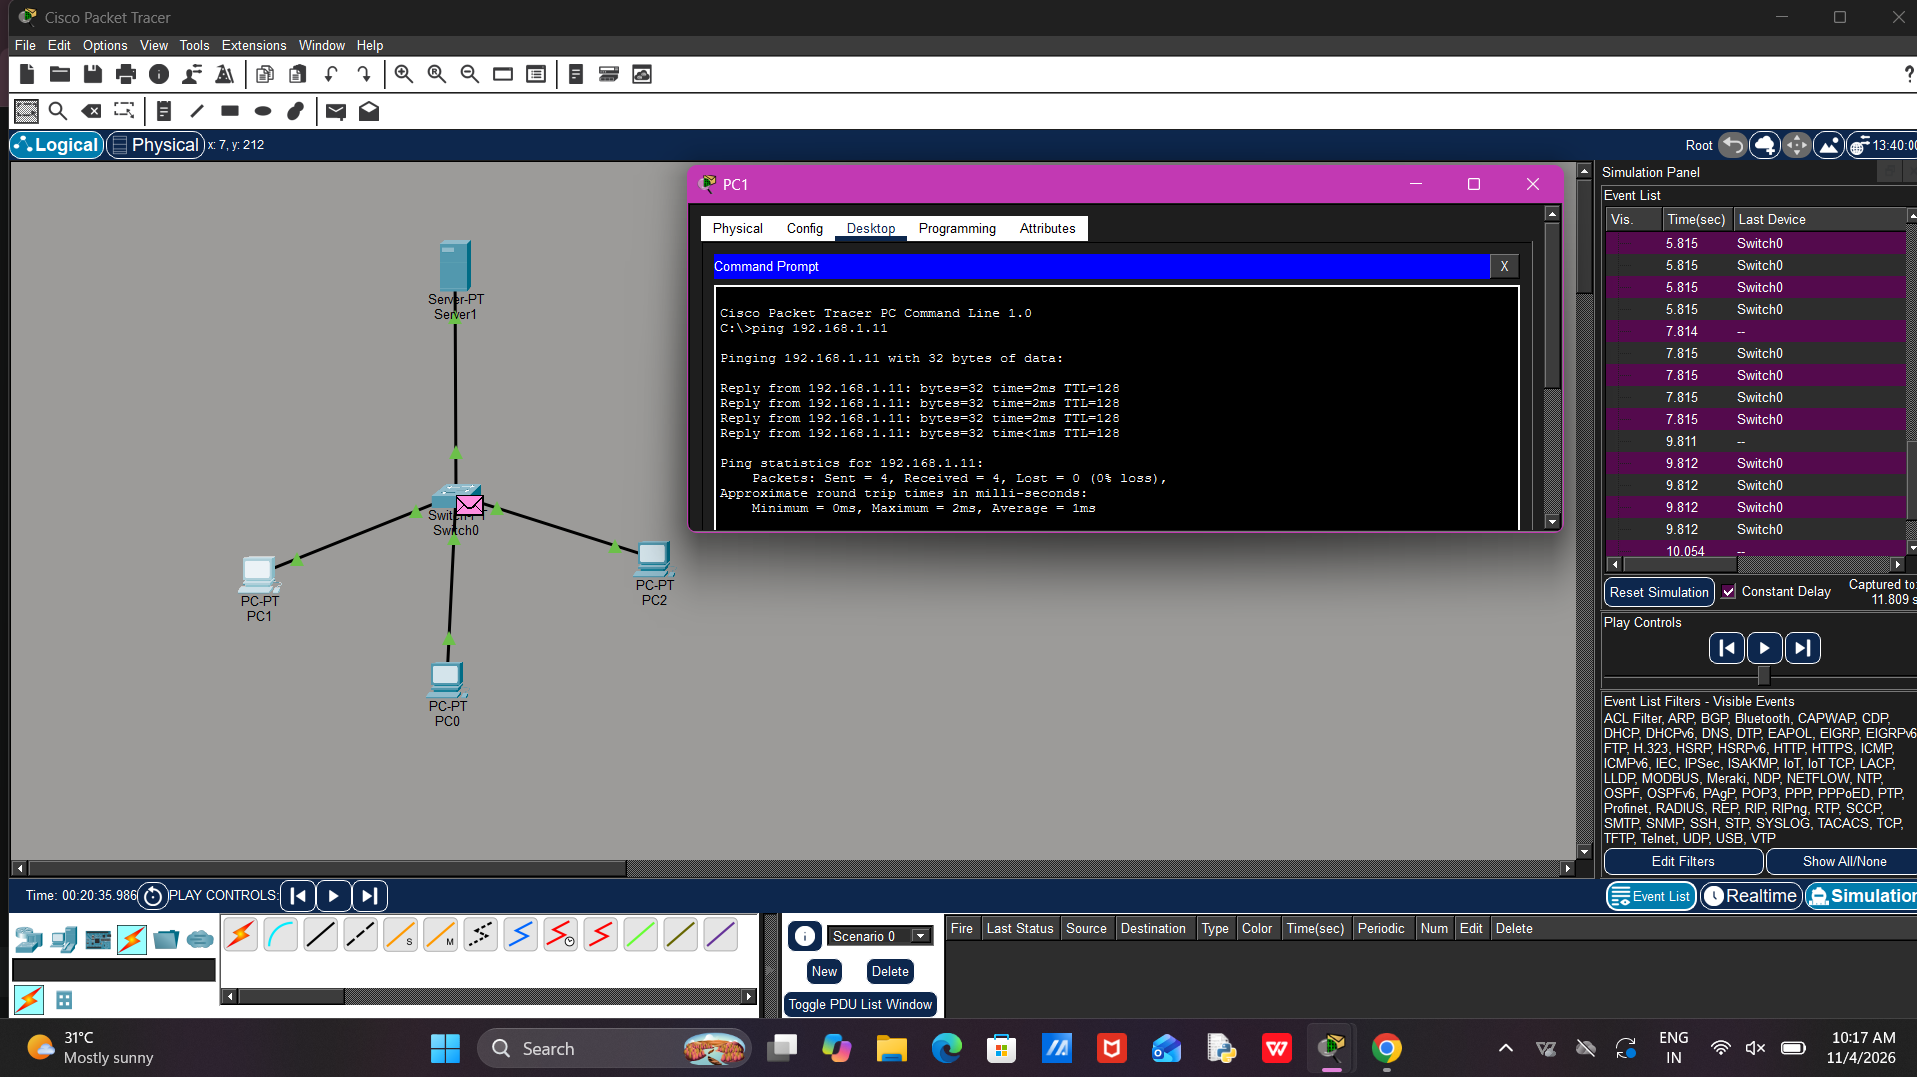 Cisco Packet Tracer
File Edit Options View Tools Extensions Window Help
?
Logical Physical x: 7, y: 212
Root 13:40:00
Server-PT
Server1
Switch0
PC-PT
PC1
PC-PT
PC2
PC-PT
PC0
PC1
Physical Config Desktop Programming Attributes
Command Prompt
X
Cisco Packet Tracer PC Command Line 1.0
C:\>ping 192.168.1.11
Pinging 192.168.1.11 with 32 bytes of data:
Reply from 192.168.1.11: bytes=32 time=2ms TTL=128
Reply from 192.168.1.11: bytes=32 time=2ms TTL=128
Reply from 192.168.1.11: bytes=32 time=2ms TTL=128
Reply from 192.168.1.11: bytes=32 time<1ms TTL=128
Ping statistics for 192.168.1.11:
Packets: Sent = 4, Received = 4, Lost = 0 (0% loss),
Approximate round trip times in milli-seconds:
Minimum = 0ms, Maximum = 2ms, Average = 1ms
Simulation Panel
Event List
Vis. Time(sec) Last Device
5.815 Switch0
5.815 Switch0
5.815 Switch0
5.815 Switch0
7.814 --
7.815 Switch0
7.815 Switch0
7.815 Switch0
7.815 Switch0
9.811 --
9.812 Switch0
9.812 Switch0
9.812 Switch0
9.812 Switch0
10.054 --
Reset Simulation Constant Delay Captured to:
11.809 s
Play Controls
Event List Filters - Visible Events
ACL Filter, ARP, BGP, Bluetooth, CAPWAP, CDP,
DHCP, DHCPv6, DNS, DTP, EAPOL, EIGRP, EIGRPv6
FTP, H.323, HSRP, HSRPv6, HTTP, HTTPS, ICMP,
ICMPv6, IEC, IPSec, ISAKMP, IoT, IoT TCP, LACP,
LLDP, MODBUS, Meraki, NDP, NETFLOW, NTP,
OSPF, OSPFv6, PAgP, POP3, PPP, PPPoED, PTP,
Profinet, RADIUS, REP, RIP, RIPng, RTP, SCCP,
SMTP, SNMP, SSH, STP, SYSLOG, TACACS, TCP,
TFTP, Telnet, UDP, USB, VTP
Edit Filters Show All/None
Time: 00:20:35.986 PLAY CONTROLS:
Event List Realtime Simulation
S M
Scenario 0
New Delete
Toggle PDU List Window
Fire Last Status Source Destination Type Color Time(sec) Periodic Num Edit Delete
31°C
Mostly sunny
Search
ENG
IN
10:17 AM
11/4/2026